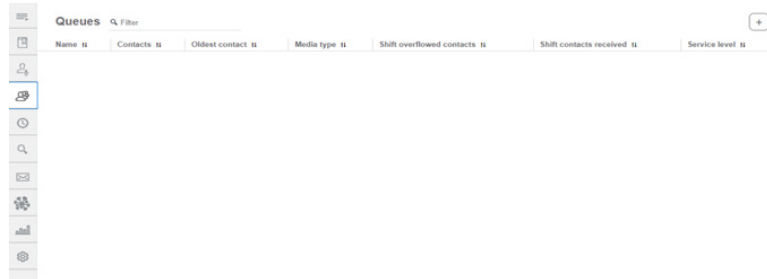 Queues Filter
Name Contacts Oldest contact Media type Shift overflowed contacts Shift contacts received Service level